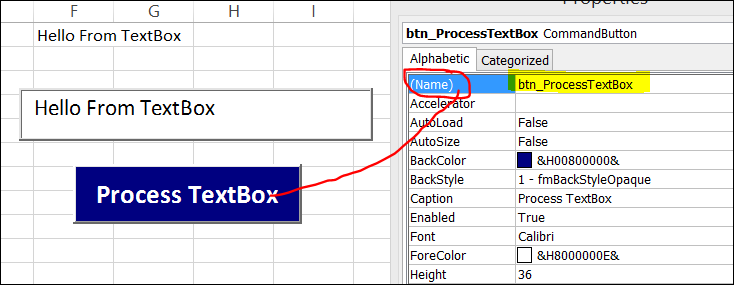 Properties
F G H I
Hello From TextBox
Hello From TextBox
Process TextBox
btn_ProcessTextBox CommandButton
Alphabetic Categorized
(Name) btn_ProcessTextBox
Accelerator
AutoLoad False
AutoSize False
BackColor &H00800000&
BackStyle 1 - fmBackStyleOpaque
Caption Process TextBox
Enabled True
Font Calibri
ForeColor &H8000000E&
Height 36